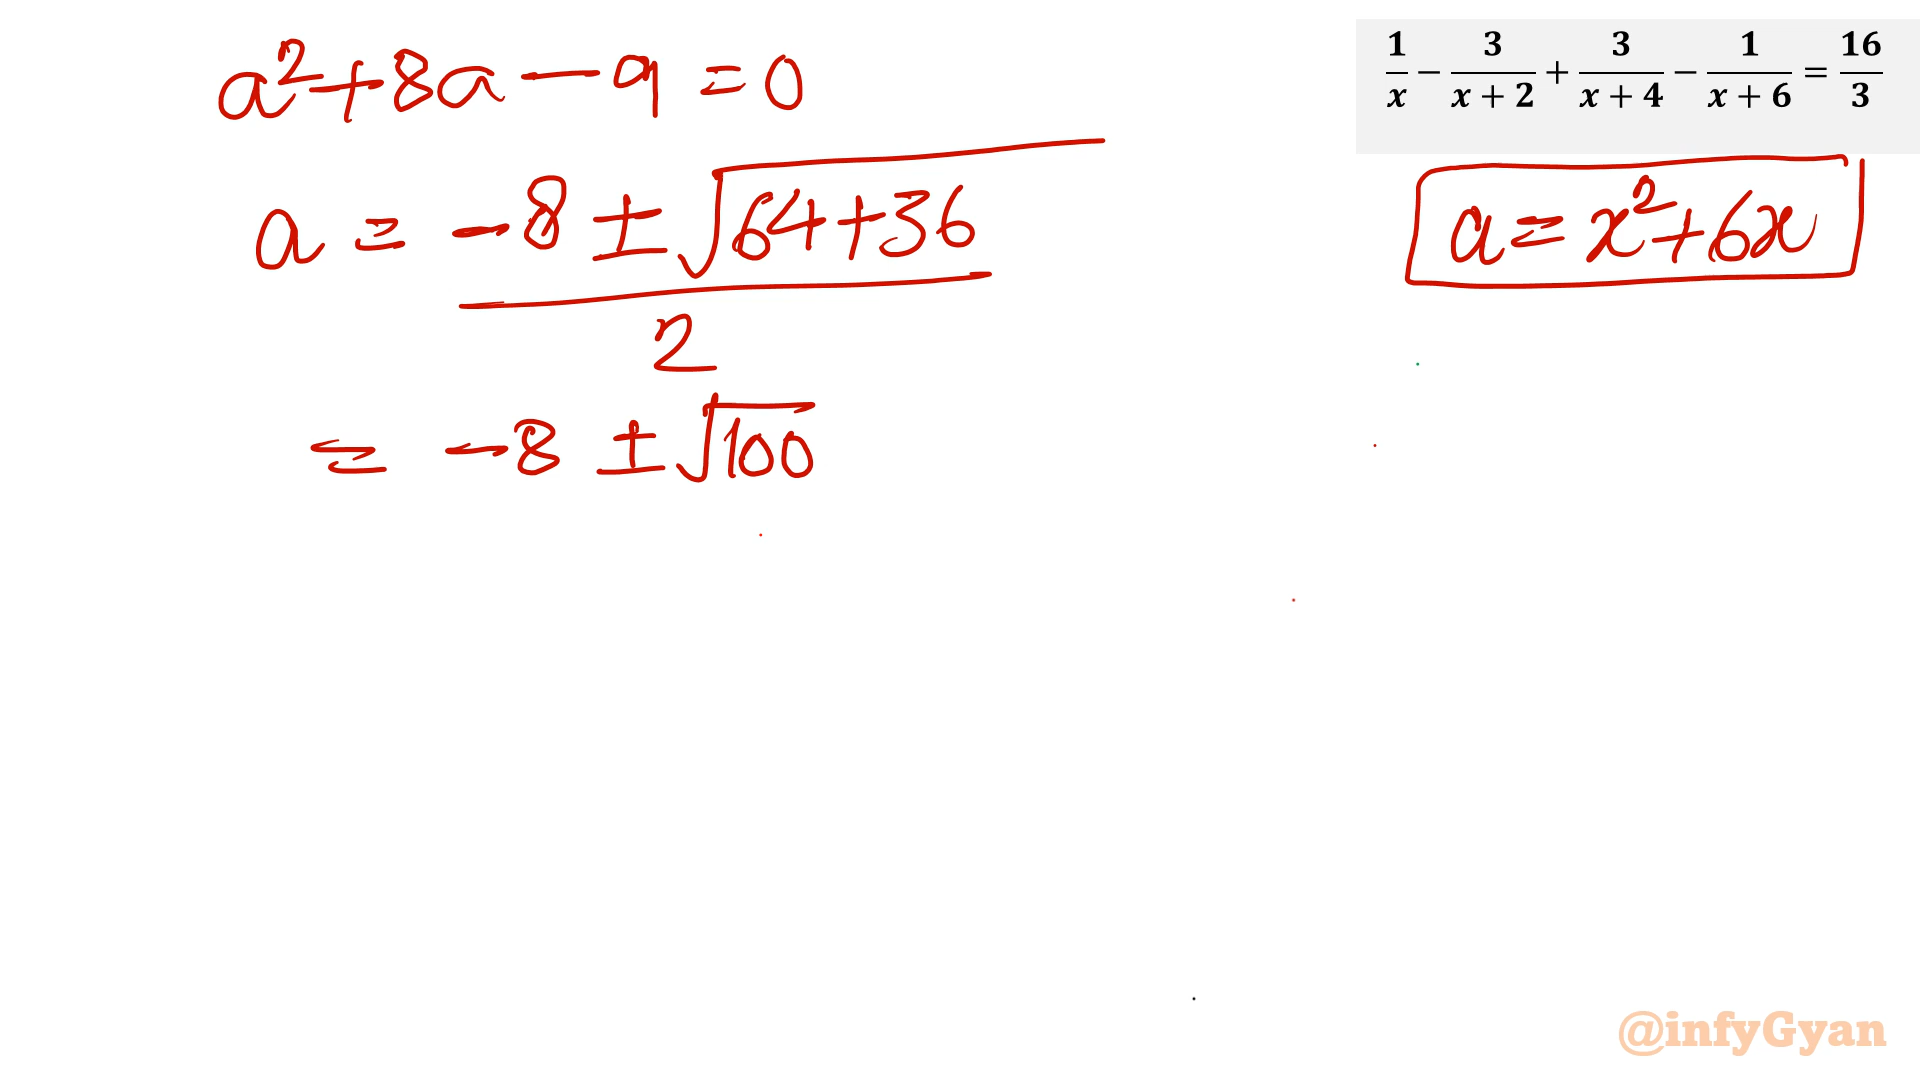 a²+8a-9=0
1/x - 3/(x+2) + 3/(x+4) - 1/(x+6) = 16/3
a = (-8±√(64+36))/2
a=x²+6x
= -8 ±√100
@infyGyan